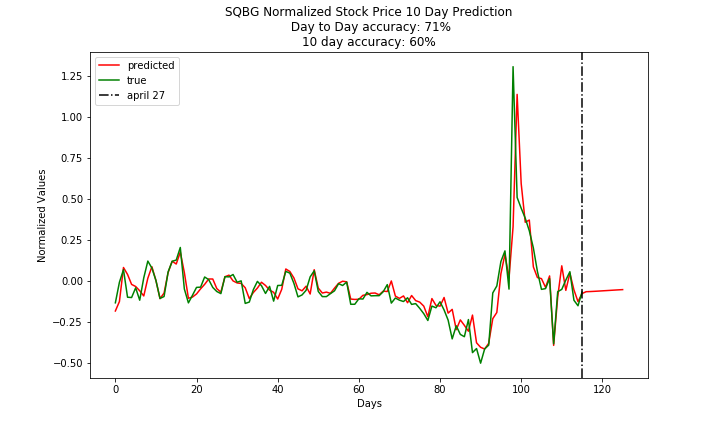 SQBG Normalized Stock Price 10 Day Prediction
Day to Day accuracy: 71%
10 day accuracy: 60%
predicted
true
april 27
1.25
1.00
0.75
0.50
0.25
0.00
−0.25
−0.50
Normalized Values
0 20 40 60 80 100 120
Days